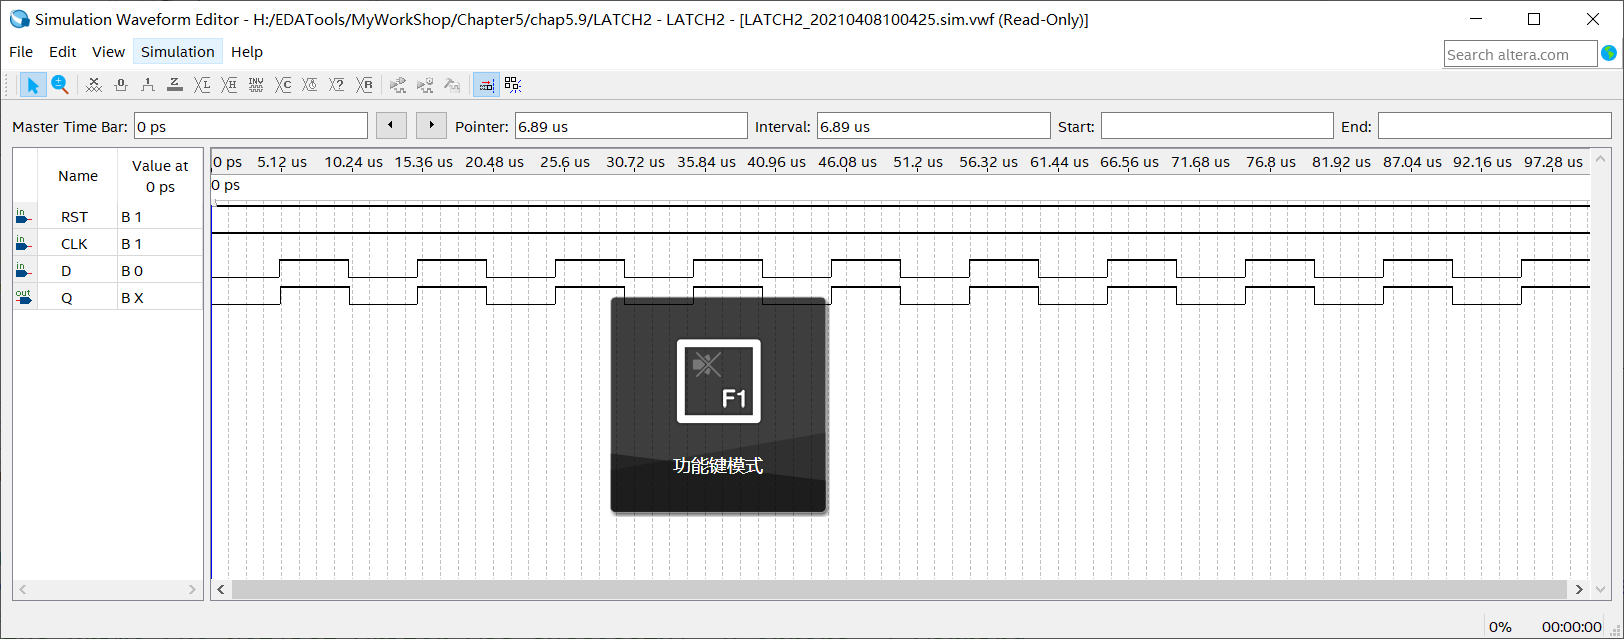 Simulation Waveform Editor - H:/EDATools/MyWorkShop/Chapter5/chap5.9/LATCH2 - LATCH2 - [LATCH2_20210408100425.sim.vwf (Read-Only)]
File Edit View Simulation Help
Search altera.com
Master Time Bar: 0 ps Pointer: 6.89 us Interval: 6.89 us Start: End:
Name Value at 0 ps
0 ps 5.12 us 10.24 us 15.36 us 20.48 us 25.6 us 30.72 us 35.84 us 40.96 us 46.08 us 51.2 us 56.32 us 61.44 us 66.56 us 71.68 us 76.8 us 81.92 us 87.04 us 92.16 us 97.28 us
0 ps
in RST B 1
in CLK B 1
in D B 0
out Q B X
F1
功能键模式
0% 00:00:00